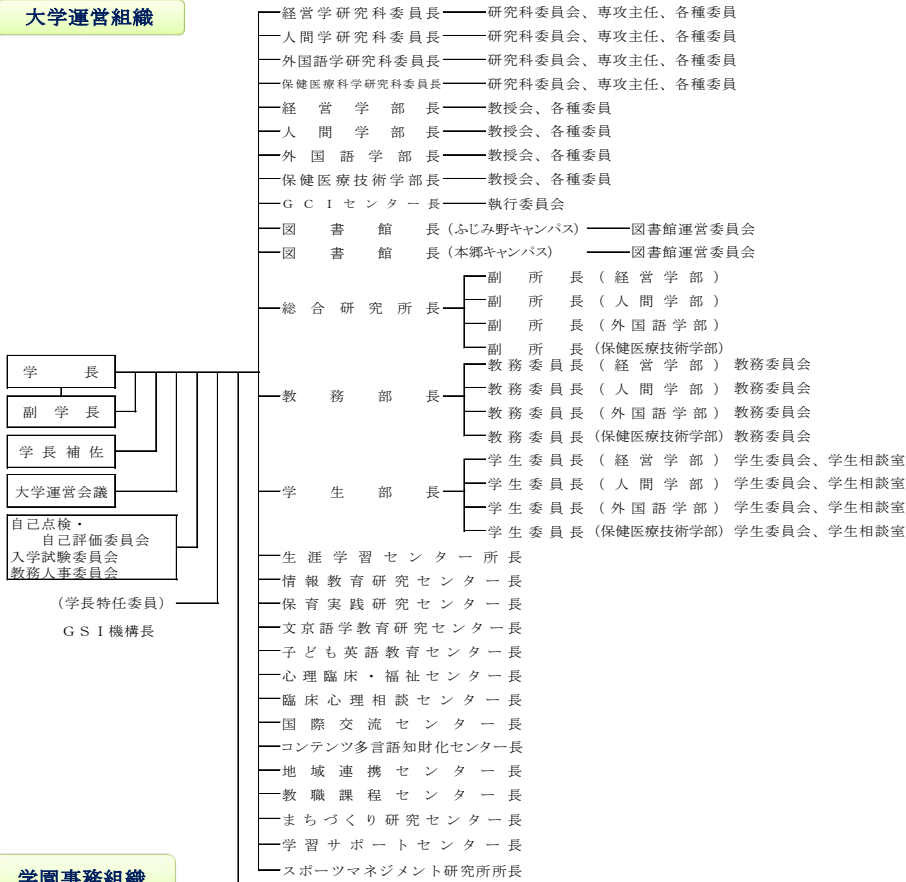 大学運営組織
経営学研究科委員長 研究科委員会、専攻主任、各種委員
人間学研究科委員長 研究科委員会、専攻主任、各種委員
外国語学研究科委員長 研究科委員会、専攻主任、各種委員
保健医療科学研究科委員長 研究科委員会、専攻主任、各種委員
経営学部長 教授会、各種委員
人間学部長 教授会、各種委員
外国語学部長 教授会、各種委員
保健医療技術学部長 教授会、各種委員
ＧＣＩセンター長 執行委員会
図書館長(ふじみ野キャンパス) 図書館運営委員会
図書館長(本郷キャンパス) 図書館運営委員会
総合研究所長
副所長(経営学部)
副所長(人間学部)
副所長(外国語学部)
副所長(保健医療技術学部)
教務部長
教務委員長(経営学部)教務委員会
教務委員長(人間学部)教務委員会
教務委員長(外国語学部)教務委員会
教務委員長(保健医療技術学部)教務委員会
学生部長
学生委員長(経営学部)学生委員会、学生相談室
学生委員長(人間学部)学生委員会、学生相談室
学生委員長(外国語学部)学生委員会、学生相談室
学生委員長(保健医療技術学部)学生委員会、学生相談室
学長
副学長
学長補佐
大学運営会議
自己点検・
自己評価委員会
入学試験委員会
教務人事委員会
(学長特任委員)
ＧＳＩ機構長
生涯学習センター所長
情報教育研究センター長
保育実践研究センター長
文京語学教育研究センター長
子ども英語教育センター長
心理臨床・福祉センター長
臨床心理相談センター長
国際交流センター長
コンテンツ多言語知財化センター長
地域連携センター長
教職課程センター長
まちづくり研究センター長
学習サポートセンター長
スポーツマネジメント研究所所長
学園事務組織